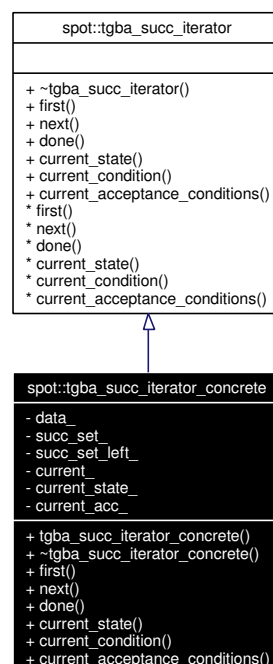 spot::tgba_succ_iterator
+ ~tgba_succ_iterator()
+ first()
+ next()
+ done()
+ current_state()
+ current_condition()
+ current_acceptance_conditions()
* first()
* next()
* done()
* current_state()
* current_condition()
* current_acceptance_conditions()
spot::tgba_succ_iterator_concrete
- data_
- succ_set_
- succ_set_left_
- current_
- current_state_
- current_acc_
+ tgba_succ_iterator_concrete()
+ ~tgba_succ_iterator_concrete()
+ first()
+ next()
+ done()
+ current_state()
+ current_condition()
+ current_acceptance_conditions()